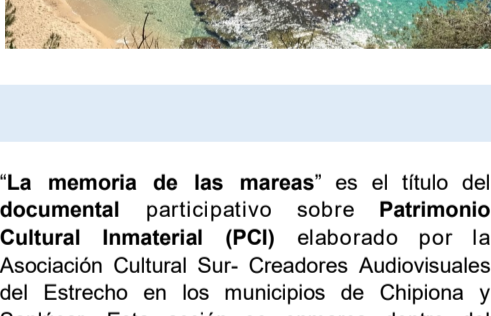 “La memoria de las mareas” es el título del
documental participativo sobre Patrimonio
Cultural Inmaterial (PCI) elaborado por la
Asociación Cultural Sur- Creadores Audiovisuales
del Estrecho en los municipios de Chipiona y